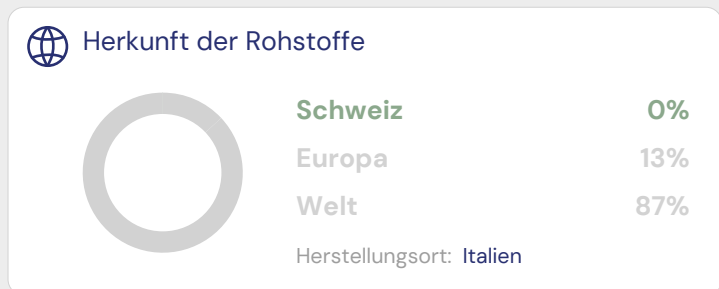 Herkunft der Rohstoffe
Schweiz 0%
Europa 13%
Welt 87%
Herstellungsort: Italien